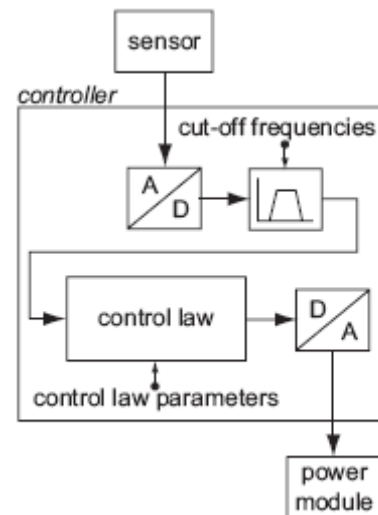 sensor
controller
cut-off frequencies
A
D
control law
D
A
control law parameters
power
module